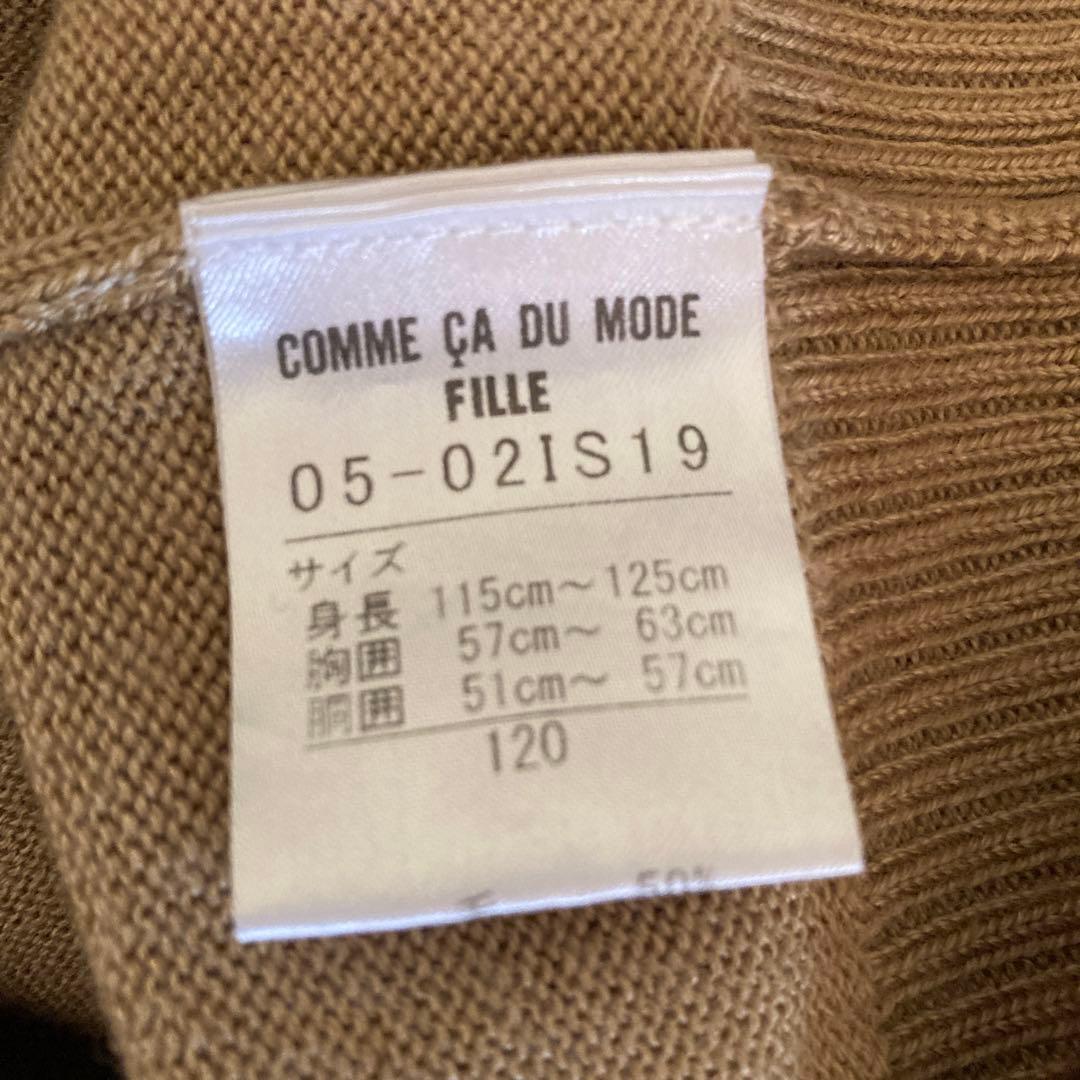 COMME ÇA DU MODE
FILLE
05-02IS19
サイズ
身長 115cm～125cm
胸囲 57cm～ 63cm
胴囲 51cm～ 57cm
120
50%